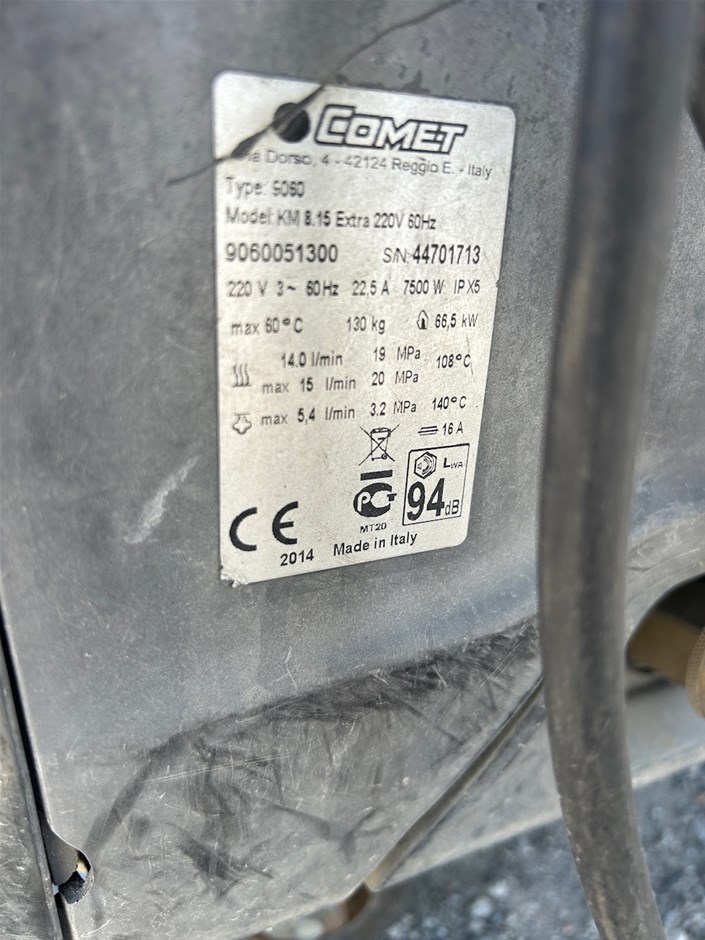 COMET
Via Dorso, 4 - 42124 Reggio E. - Italy
Type: 9060
Model: KM 8.15 Extra 220V 60Hz
9060051300 S/N: 44701713
220 V 3~ 60Hz 22,5 A 7500 W IP X5
max 60°C 130 kg 66,5 kW
14.0 l/min 19 MPa 108°C
max 15 l/min 20 MPa
max 5,4 l/min 3.2 MPa 140°C
16 A
LWA
94dB
PCT
MT20
CE
2014 Made in Italy